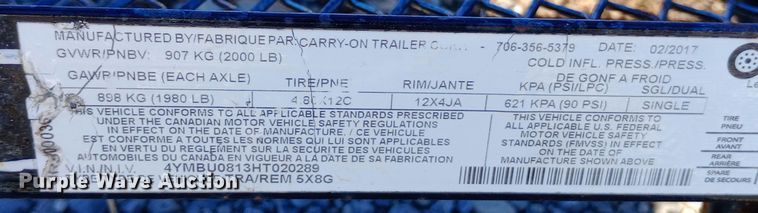 MANUFACTURED BY/FABRIQUE PAR: CARRY-ON TRAILER 706-356-5379 DATE: 02/2017
GVWR/PNBV: 907 KG (2000 LB)
COLD INFL. PRESS./PRESS.
DE GONF A FROID
GAWR/PNBE (EACH AXLE) TIRE/PNE RIM/JANTE KPA (PSI/LPC) SGL/DUAL
898 KG (1980 LB) 12X4JA 621 KPA (90 PSI) SINGLE
THIS VEHICLE CONFORMS TO ALL APPLICABLE STANDARDS PRESCRIBED
UNDER THE CANADIAN MOTOR VEHICLE SAFETY REGULATIONS
IN EFFECT ON THE DATE OF MANUFACTURE. / CE VEHICULE
EST CONFORME A TOUTES LES NORMES QUI LUI SONT APPLICABLES
EN VERTU DU REGLEMENT SUR LA SECURITE DES VEHICULES
AUTOMOBILES DU CANADA EN VIGUEUR A LA DATE DE SA FABRICATION
THIS VEHICLE CONFORMS TO
ALL APPLICABLE U.S. FEDERAL
MOTOR VEHICLE SAFETY
STANDARDS (FMVSS) IN EFFECT
ON THE DATE OF
MANUFACTURE SHOWN ABOVE
V.I.N./N.I.V. 4YMBU0813HT020289
TRA/REM 5X8G
TIRE
PNEU
REAR
ARRIERE
SPARE
DE SECOURS
Purple Wave Auction